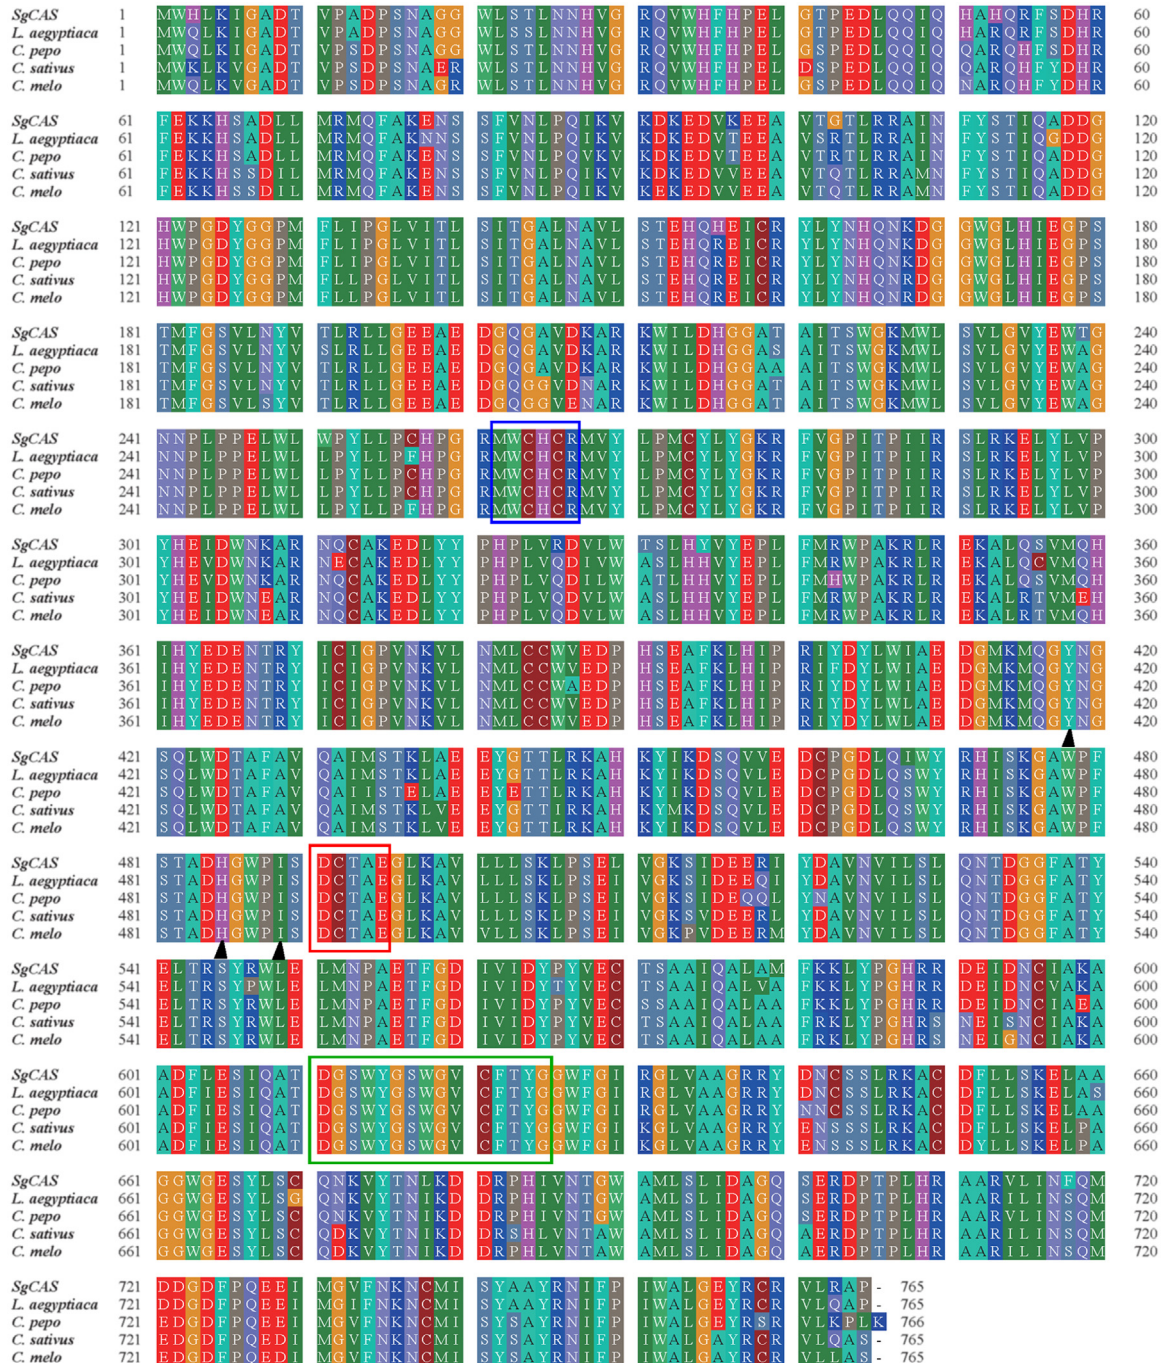 SgCAS 1 MWHLKIGADT VPADPSNAGG WLSTLNNHVG RQVWHFHPEL GTPEDLQQIQ HAHQRFSDHR 60
L. aegyptiaca 1 MWQLKIGADT VPADPSNAGG WLSSLNNHVG RQVWHFHPEL GTPEDLQQIQ HARQRFSDHR 60
C. pepo 1 MWQLKIGADT VPSDPSNAGG WLSTLNNHVG RQVWHFHPEL GSPEDLQQIQ QARQHFSDHR 60
C. sativus 1 MWKLKVGADT VPSDPSNAER WLSTLNNHVG RQVWHFHPEL DSPEDLQQIQ HARQHFYDHR 60
C. melo 1 MWQLKVGADT VPSDPSNAGR WLSTLNNHVG RQVWHFHPEL GSPEDLQQIQ NARQHFYDHR 60
SgCAS 61 FEKKHSADLL MRMQFAKENS SFVNLPQIKV KDKEDVKEEA VTGTLRRAIN FYSTIQADDG 120
L. aegyptiaca 61 FEKKHSADLL MRMQFAKNNS SFVNLPQIKV KDKEDVTEEA VSRTLRRAIN FYSTIQGDDG 120
C. pepo 61 FEKKHSADLL MRMQFAKENS SFVNLPQVKV KDKEDVTEEA VTRTLRRAIN FYSTIQADDG 120
C. sativus 61 FEKKHSSDIL MRMQFAKENS SFVNLPQIKV KDKEDVVEEA VTQTLRRAMN FYSTIQADDG 120
C. melo 61 FEKKHSSDIL MRMQFAKENS SFVNLPQIKV KEKEDVVEEA VTQTLRRAMN FYSTIQADDG 120
SgCAS 121 HWPGDYGGPM FLIPGLVITL SITGALNAVL STEHQHEICR YLYNHQNKDG GWGLHIEGPS 180
L. aegyptiaca 121 HWPGDYGGPM FLIPGLVITL SITGALNAVL STEHQREICR YLYNHQNKDG GWGLHIEGPS 180
C. pepo 121 HWPGDYGGPM FLIPGLVITL SITGALNAVL STEHQREICR YLYNHQNKDG GWGLHIEGPS 180
C. sativus 121 HWPGDYGGPM FLLPGLVITL SITGALNAVL STEHQREICR YLYNHQNRDG GWGLHIEGPS 180
C. melo 121 HWPGDYGGPM FLLPGLVITL SITGALNAVL STEHQREICR YLYNHQNRDG GWGLHIEGPS 180
SgCAS 181 TMFGSVLNYV TLRLLGEEAE DGQGAVDKAR KWILDHGGAT AITSWGKMWL SVLGVYEWTG 240
L. aegyptiaca 181 TMFGSVLNYV SLRLLGEEAE DGQGAVDKAR KWILDHGGAS AITSWGKMWL SVLGVYEWAG 240
C. pepo 181 TMFGSVLNYV TLRLLGEEAE DGQGAVDKAR KWILDHGGAA AITSWGKMWL SVLGVYEWAG 240
C. sativus 181 TMFGSVLNYV TLRLLGEEAE DGQGGVDNAR KWILDHGGAT AITSWGKMWL SVLGVYEWAG 240
C. melo 181 TMFGSVLSYV TLRLLGEEAE DGQGGVENAR KWILDHGGAT AITSWGKMWL SVLGVYEWAG 240
SgCAS 241 NNPLPPELWL WPYLLPCHPG RMWCHCRMVY LPMCYLYGKR FVGPITPIIR SLRKELYLVP 300
L. aegyptiaca 241 NNPLPPELWL LPYLLPFHPG RMWCHCRMVY LPMCYLYGKR FVGPITPIIR SLRKELYLVP 300
C. pepo 241 NNPLPPELWL LPYLLPCHPG RMWCHCRMVY LPMCYLYGKR FVGPITPIIR SLRKELYLVP 300
C. sativus 241 NNPLPPELWL LPYLLPCHPG RMWCHCRMVY LPMCYLYGKR FVGPITPIIR SLRKELYLVP 300
C. melo 241 NNPLPPELWL LPYLLPFHPG RMWCHCRMVY LPMCYLYGKR FVGPITPIIR SLRKELYLVP 300
SgCAS 301 YHEIDWNKAR NQCAKEDLYY PHPLVRDVLW TSLHYVYEPL FMRWPAKRLR EKALQSVMQH 360
L. aegyptiaca 301 YHEVDWNKAR NECAKEDLYY PHPLVQDVLW ASLHHVYEPL FMRWPAKRLR EKALQCVMQH 360
C. pepo 301 YHEVDWNKAR NQCAKEDLYY PHPLVQDILW ATLHHVYEPL FMHWPAKRLR EKALQSVMQH 360
C. sativus 301 YHEIDWNEAR NQCAKEDLYY PHPLVQDVLW ASLHHVYEPL FMRWPAKRLR EKALRTVMEH 360
C. melo 301 YHEIDWNEAR NQCAKEDLYY PHPLVQDVLW ASLHHVYEPL FMRWPAKRLR EKALRTVMQH 360
SgCAS 361 IHYEDENTRY ICIGPVNKVL NMLCCWVEDP HSEAFKLHIP RIYDYLWIAE DGMKMQGYNG 420
L. aegyptiaca 361 IHYEDENTRY ICIGPVNKVL NMLCCWVEDP HSEAFKLHIP RIFDYLWIAE DGMKMQGYNG 420
C. pepo 361 IHYEDENTRY ICIGPVNKVL NMLCCWAEDP HSEAFKLHIP RIYDYLWIAE DGMKMQGYNG 420
C. sativus 361 IHYEDENTRY ICIGPVNKVL NMLCCWVEDP HSEAFKLHIP RIYDYLWIAE DGMKMQGYNG 420
C. melo 361 IHYEDENTRY ICIGPVNKVL NMLCCWVEDP HSEAFKLHIP RIYDYLWLAE DGMKMQGYNG 420
SgCAS 421 SQLWDTAFAV QAIMSTKLAE EYGTTLRKAH KYIKDSQVVE DCPGDLQIWY RHISKGAWPF 480
L. aegyptiaca 421 SQLWDTAFAV QAIMSTKLAE EYGTTLRKAH KYIKDSQVLE DCPGDLQSWY RHISKGAWPF 480
C. pepo 421 SQLWDTAFAV QAIISTELAE EYETTLRKAH KYIKDSQVLE DCPGDLQSWY RHISKGAWPF 480
C. sativus 421 SQLWDTAFAV QAIMSTKLVE EYGTTLRKAH KYMKDSQVLE DCPGDLQSWY RHISKGAWPF 480
C. melo 421 SQLWDTAFAV QAIMSTKLVE EYGTTLRKAH KYIKDSQVLE DCPGDLQSWY RHISKGAWPF 480
SgCAS 481 STADHGWPIS DCTAEGLKAV LLLSKLPSEL VGKSIDEERI YDAVNVILSL QNTDGGFATY 540
L. aegyptiaca 481 STADHGWPIS DCTAEGLKAV LLLSKLPSEI VGKSIDEEQI YDAVNVILSL QNTDGGFATY 540
C. pepo 481 STADHGWPIS DCTAEGLKAV LLLSKLPSEI VGKSIDEQQL YNAVNVILSL QNTDGGFATY 540
C. sativus 481 STADHGWPIS DCTAEGLKAV LLLSKLPSEI VGKSVDEERL YDAVNVILSL QNTDGGFATY 540
C. melo 481 STADHGWPIS DCTAEGLKAV LLLSKLPSEI VGKPVDEERM YDAVNVILSL QNTDGGFATY 540
SgCAS 541 ELTRSYRWLE LMNPAETFGD IVIDYPYVEC TSAAIQALAM FKKLYPGHRR DEIDNCIAKA 600
L. aegyptiaca 541 ELTRSYPWLE LMNPAETFGD IVIDYTYVEC TSAAIQALVA FKKLYPGHRR DEIDNCVAKA 600
C. pepo 541 ELTRSYRWLE LMNPAETFGD IVIDYPYVEC SSAAIQALAA FKKLYPGHRR DEIDNCIAEA 600
C. sativus 541 ELTRSYRWLE LMNPAETFGD IVIDYPYVEC TSAAIQALAA FRKLYPGHRS NEISNCIAKA 600
C. melo 541 ELTRSYRWLE LMNPAETFGD IVIDYPYVEC TSAAIQALAA FRKLYPGHRS NEIGNCIAKA 600
SgCAS 601 ADFLESIQAT DGSWYGSWGV CFTYGGWFGI RGLVAAGRRY DNCSSLRKAC DFLLSKELAA 660
L. aegyptiaca 601 ADFIESIQAT DGSWYGSWGV CFTYGGWFGI RGLVAAGRRY DNCSSLRKAC DFLLSKELAS 660
C. pepo 601 ADFIESIQAT DGSWYGSWGV CFTYGGWFGI RGLVAAGRRY NNCSSLRKAC DFLLSKELAA 660
C. sativus 601 ADFIESIQAT DGSWYGSWGV CFTYGGWFGI KGLVAAGRRY ENSSSLRKAC DFLLSKELPA 660
C. melo 601 ADFIESIQAT DGSWYGSWGV CFTYGGWFGI KGLVAAGRRY ENSSSLRKAC DYLLSKELPA 660
SgCAS 661 GGWGESYLSC QNKVYTNLKD DRPHIVNTGW AMLSLIDAGQ SERDPTPLHR AARVLINFQM 720
L. aegyptiaca 661 GGWGESYLSG QNKVYTNLKD DRPHIVNTGW AMLSLIDAGQ SERDPTPLHR AARVLINSQM 720
C. pepo 661 GGWGESYLSC QNKVYTNIKD DRPHIVNTGW AMLSLIDAGQ SERDPTPLHR AARVLINSQM 720
C. sativus 661 GGWGESYLSC QDKVYTNIKD DRSHIVNTAW AMLSLIDAGQ AERDPTPLHR AARILINSQM 720
C. melo 661 GGWGESYLSC QNKVYTNIKD DRPHLVNTAW AMLSLIDAGQ AERDPTPLHR AARILINSQM 720
SgCAS 721 DDGDFPQEEI MGVFNKNCMI SYAAYRNIFP IWALGEYRCR VLRAP- 765
L. aegyptiaca 721 DDGDFPQEEI MGVFNKNCMI SYAAYRNIFP IWALGEYRCR VLQAP- 765
C. pepo 721 EDGDFPQQEI MGVFNKNCMI SYSAYRNIFP IWALGEYRSR VLKPLK 766
C. sativus 721 EDGDFPQEDI MGVFNKNCMI SYSAYRNIFP IWALGAYRCR VLQAS- 765
C. melo 721 EDGDFPQEDI MGVFNKNCMI SYSAYRNIFP IWALGAYRCR VLLAS- 765